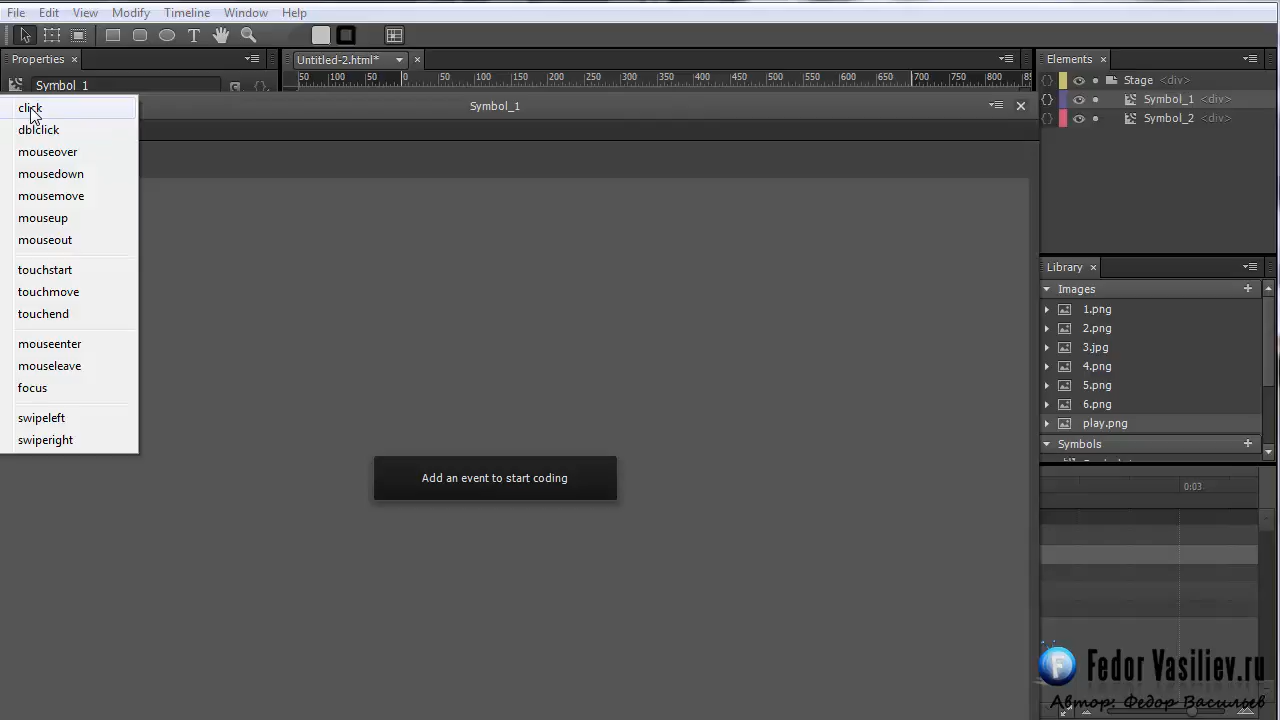 File Edit View Modify Timeline Window Help
Properties
Untitled-2.html*
Elements
Symbol_1
50 100 50 0 50 100 150 200 250 300 350 400 450 500 550 600 650 700 750 800
Stage <div>
Symbol_1 <div>
Symbol_2 <div>
Symbol_1
click
dblclick
mouseover
mousedown
mousemove
mouseup
mouseout
touchstart
touchmove
touchend
mouseenter
mouseleave
focus
swipeleft
swiperight
Add an event to start coding
Library
Images
1.png
2.png
3.jpg
4.png
5.png
6.png
play.png
Symbols
0:03
Fedor Vasiliev.ru
Автор: Федор Васильев